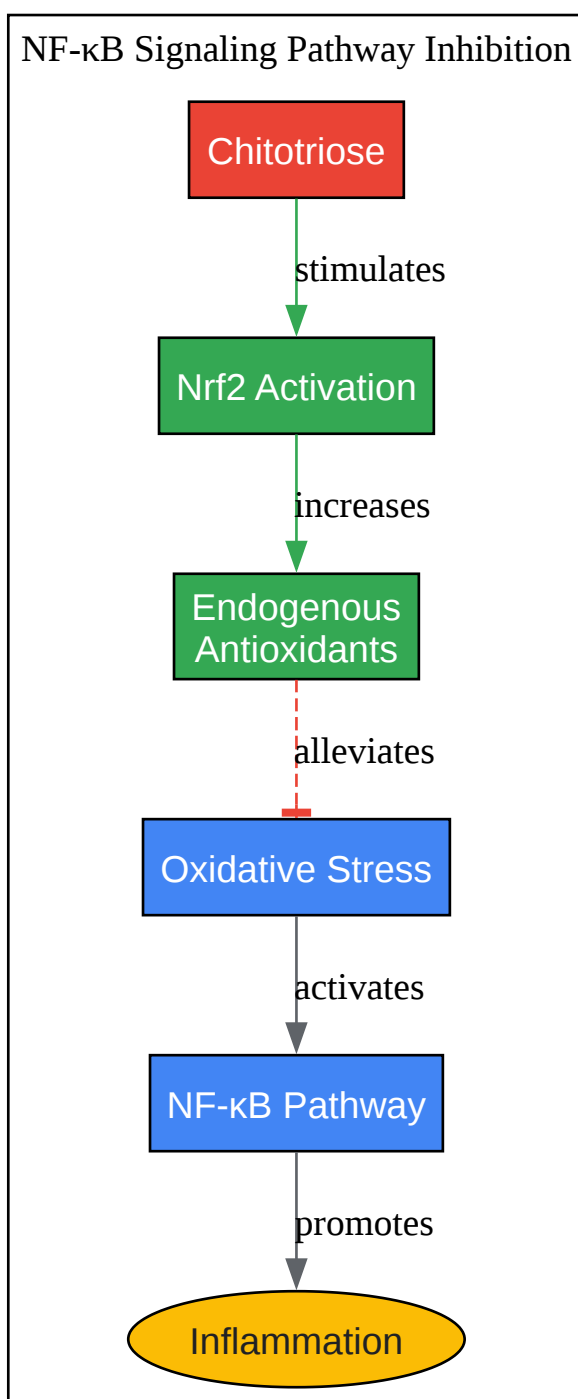 NF-κB Signaling Pathway Inhibition
Chitotriose
stimulates
Nrf2 Activation
increases
Endogenous
Antioxidants
alleviates
Oxidative Stress
activates
NF-κB Pathway
promotes
Inflammation